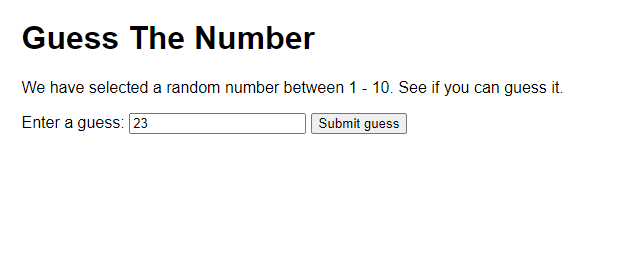 Guess The Number
We have selected a random number between 1 - 10. See if you can guess it.
Enter a guess: 23 Submit guess